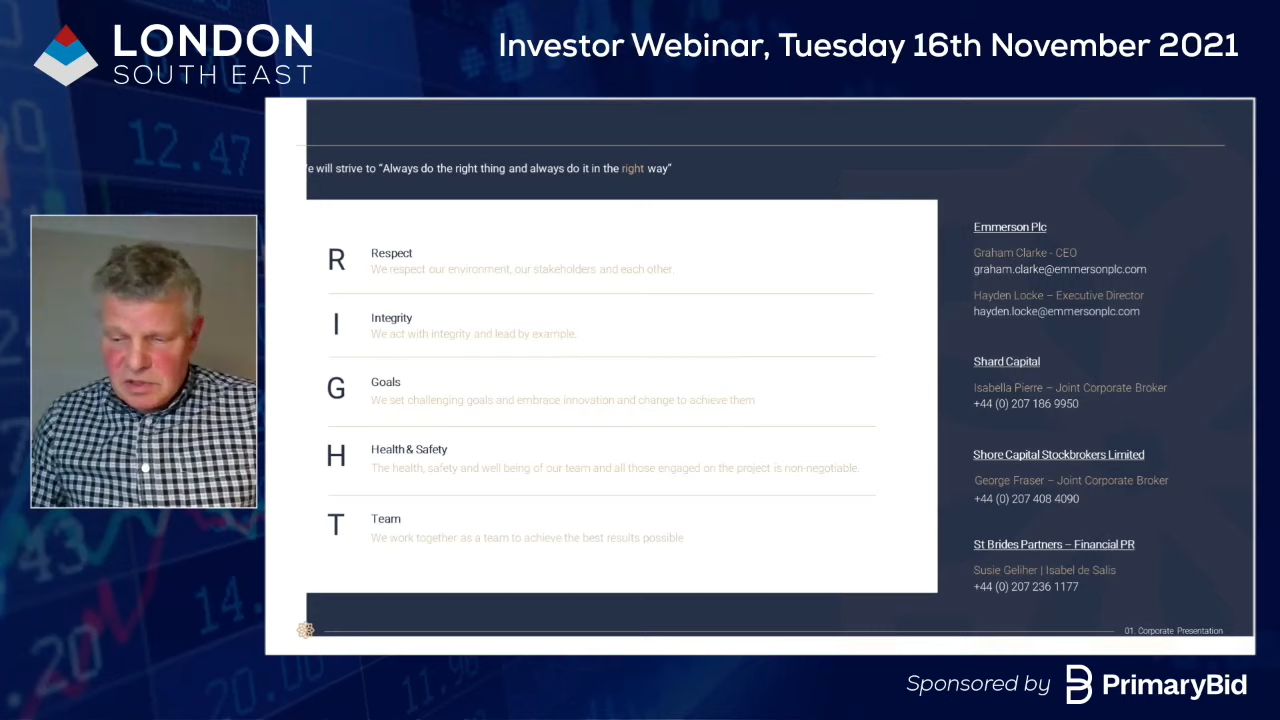 LONDON
SOUTH EAST
Investor Webinar, Tuesday 16th November 2021
12.47
e will strive to “Always do the right thing and always do it in the right way”
R
Respect
We respect our environment, our stakeholders and each other.
I
Integrity
We act with integrity and lead by example.
G
Goals
We set challenging goals and embrace innovation and change to achieve them
H
Health & Safety
The health, safety and well being of our team and all those engaged on the project is non-negotiable.
T
Team
We work together as a team to achieve the best results possible
Emmerson Plc
Graham Clarke - CEO
graham.clarke@emmersonplc.com
Hayden Locke – Executive Director
hayden.locke@emmersonplc.com
Shard Capital
Isabella Pierre – Joint Corporate Broker
+44 (0) 207 186 9950
Shore Capital Stockbrokers Limited
George Fraser – Joint Corporate Broker
+44 (0) 207 408 4090
St Brides Partners – Financial PR
Susie Geliher | Isabel de Salis
+44 (0) 207 236 1177
01. Corporate Presentation
Sponsored by PrimaryBid